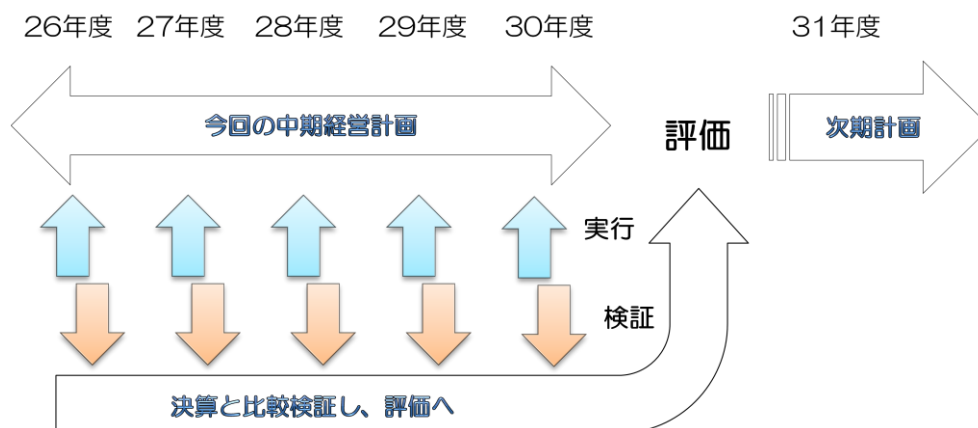 26年度 27年度 28年度 29年度 30年度 31年度
今回の中期経営計画
評価
次期計画
実行
検証
決算と比較検証し、評価へ